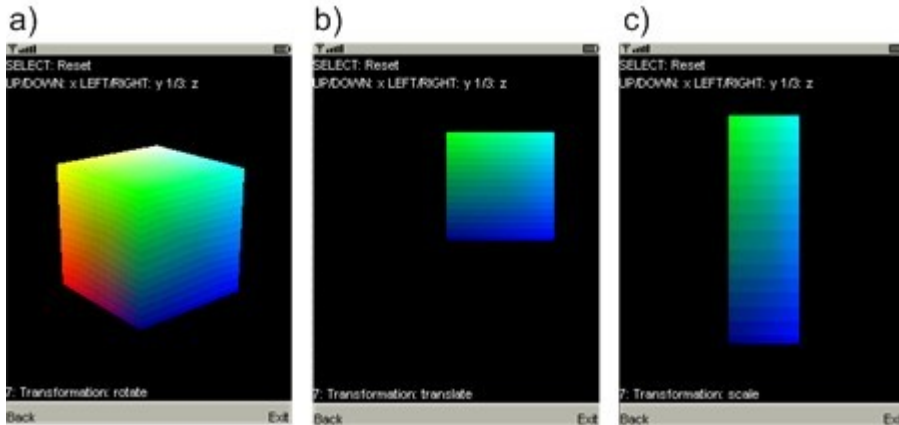 a)
SELECT: Reset
UP/DOWN: x LEFT/RIGHT: y 1/3: z
7: Transformation: rotate
Back Exit
b)
SELECT: Reset
UP/DOWN: x LEFT/RIGHT: y 1/3: z
7: Transformation: translate
Back Exit
c)
SELECT: Reset
UP/DOWN: x LEFT/RIGHT: y 1/3: z
7: Transformation: scale
Back Exit